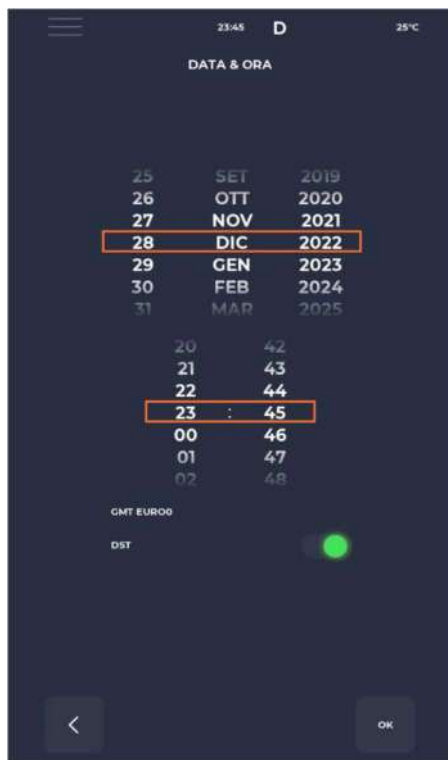 23:45 D 25°C
DATA & ORA
25 SET 2019
26 OTT 2020
27 NOV 2021
28 DIC 2022
29 GEN 2023
30 FEB 2024
31 MAR 2025
20 42
21 43
22 44
23 : 45
00 46
01 47
02 48
GMT EURO0
DST
OK